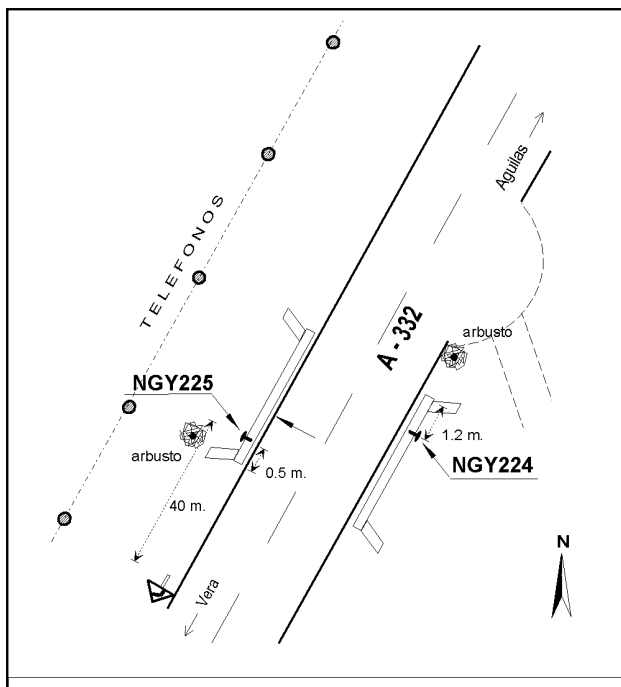 TELEFONOS
Aguilas
A - 332
arbusto
NGY225
arbusto
1.2 m.
NGY224
0.5 m.
40 m.
Vera
N